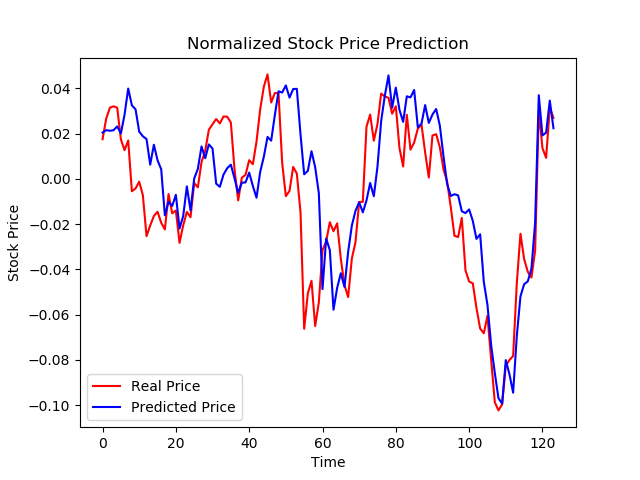 Normalized Stock Price Prediction
0.04
0.02
0.00
−0.02
−0.04
−0.06
−0.08
−0.10
Stock Price
Real Price
Predicted Price
0 20 40 60 80 100 120
Time